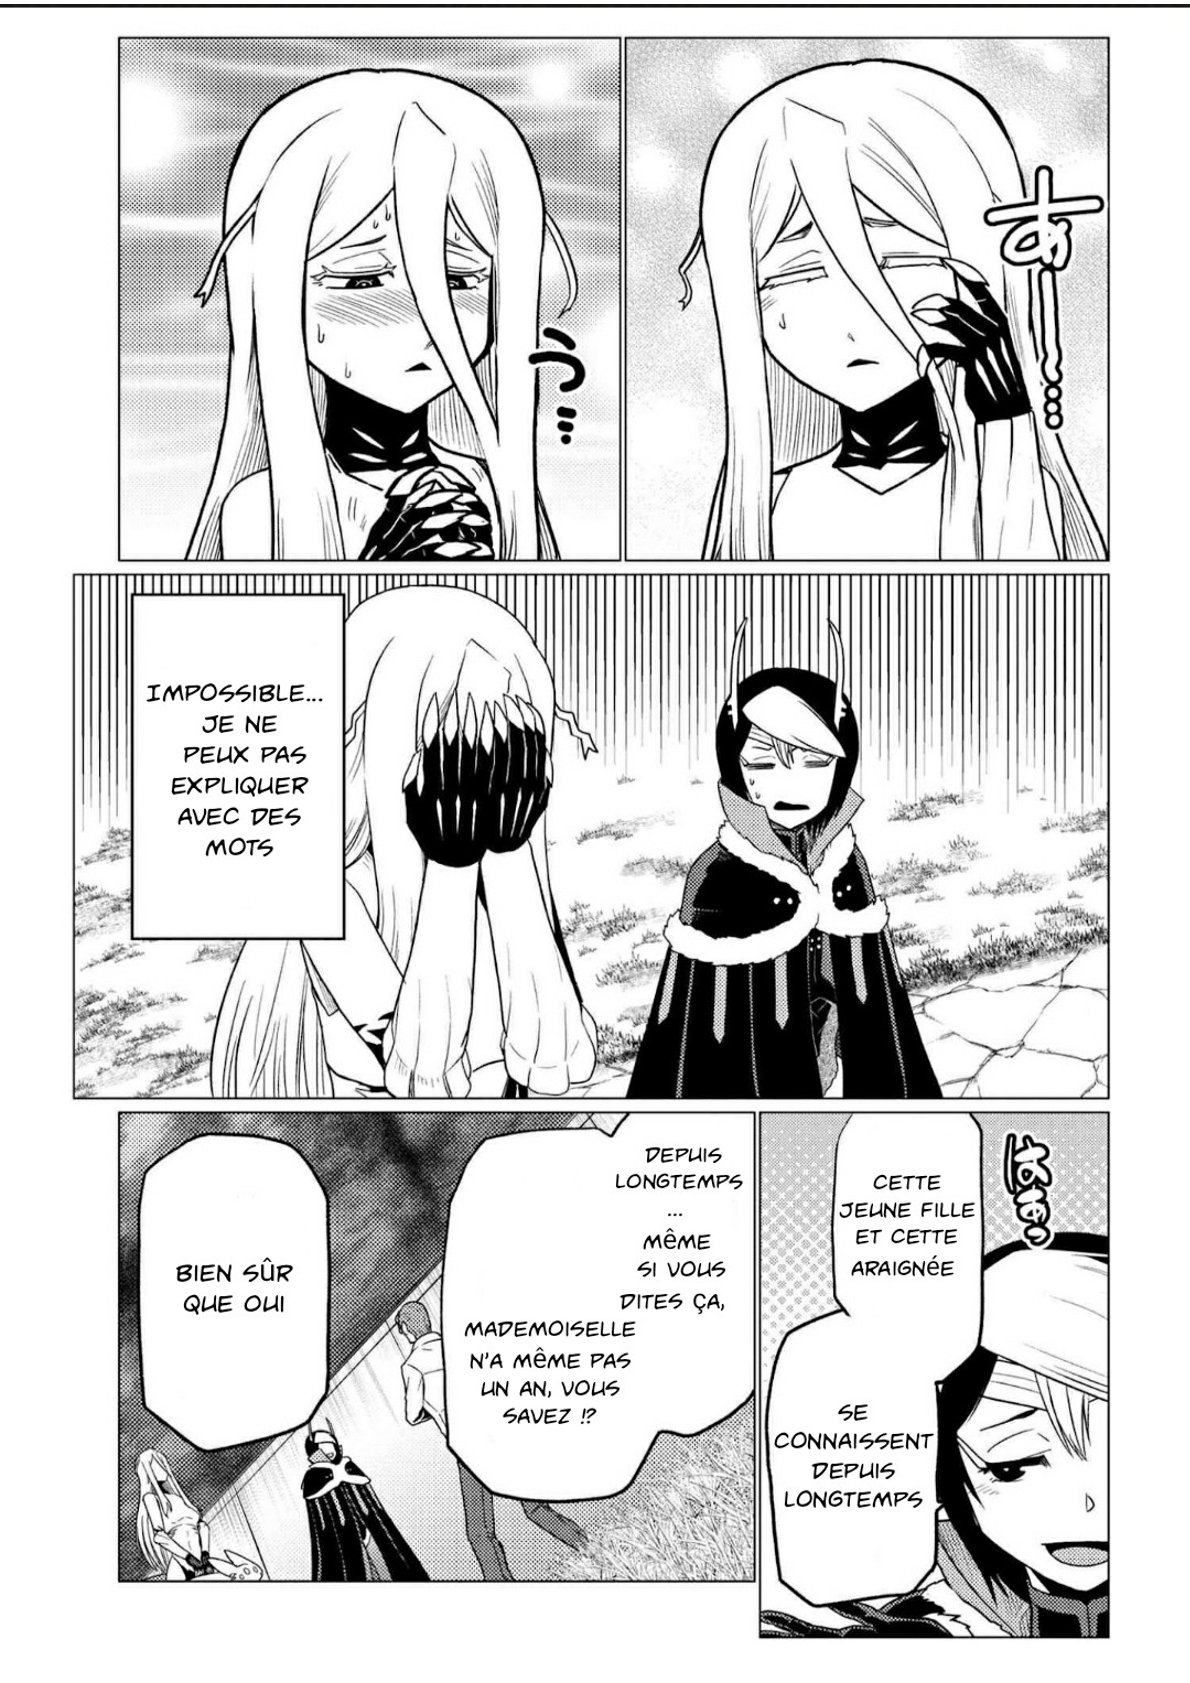 あーー…
う…
IMPOSSIBLE...
JE NE
PEUX PAS
EXPLIQUER
AVEC DES
MOTS
はぁっ
CETTE
JEUNE FILLE
ET CETTE
ARAIGNÉE
SE
CONNAISSENT
DEPUIS
LONGTEMPS
DEPUIS
LONGTEMPS
...
MÊME
SI VOUS
DITES ÇA,
MADEMOISELLE
N'A MÊME PAS
UN AN, VOUS
SAVEZ !?
BIEN SÛR
QUE OUI